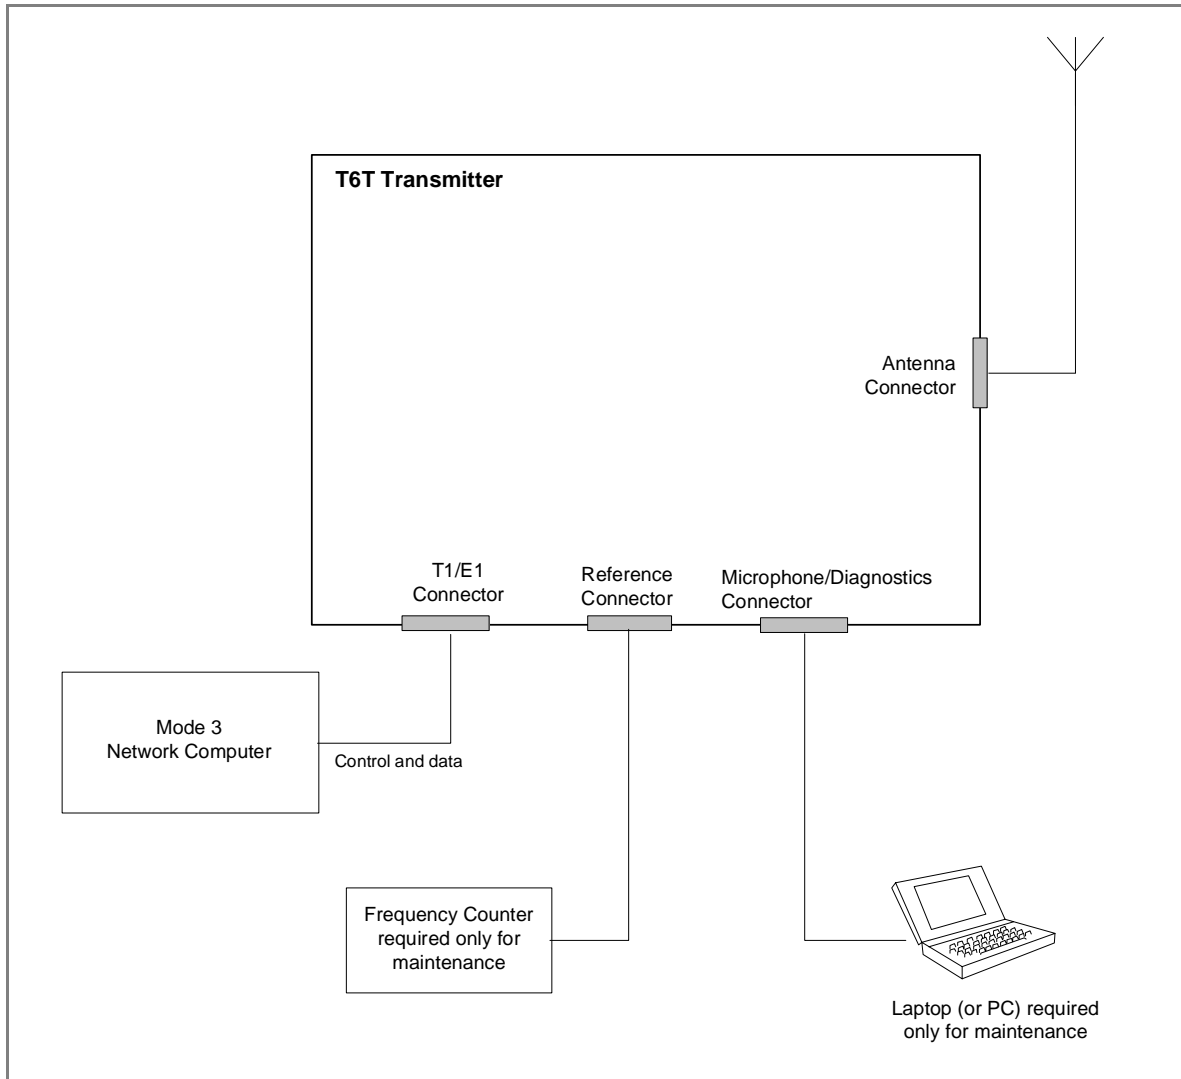 T6T Transmitter
Antenna
Connector
T1/E1
Connector
Reference
Connector
Microphone/Diagnostics
Connector
Mode 3
Network Computer
Control and data
Frequency Counter
required only for
maintenance
Laptop (or PC) required
only for maintenance